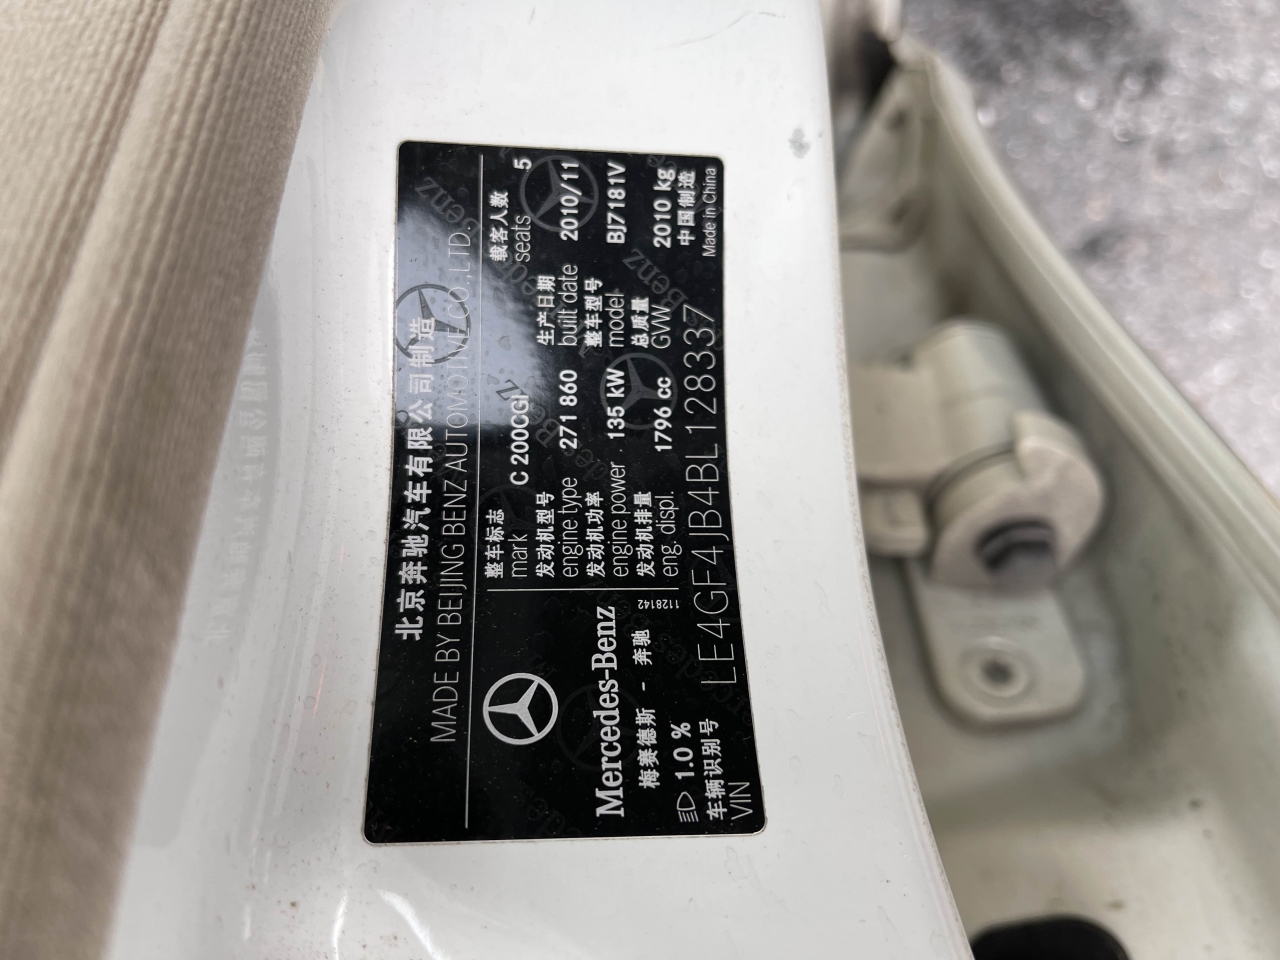 北京奔驰汽车有限公司制造
MADE BY BEIJING BENZ AUTOMOTIVE CO.,LTD.
整车标志 载客人数 5
mark C 200CGI seats
发动机型号 生产日期
engine type 271 860 built date 2010/11
发动机功率 整车型号
engine power 135 kW model BJ7181V
发动机排量 总质量
eng. displ. 1796 cc GVW 2010 kg
Mercedes-Benz
梅赛德斯 - 奔驰
1128142
1.0 %
中国制造
Made in China
车辆识别号
VIN LE4GF4JB4BL128337